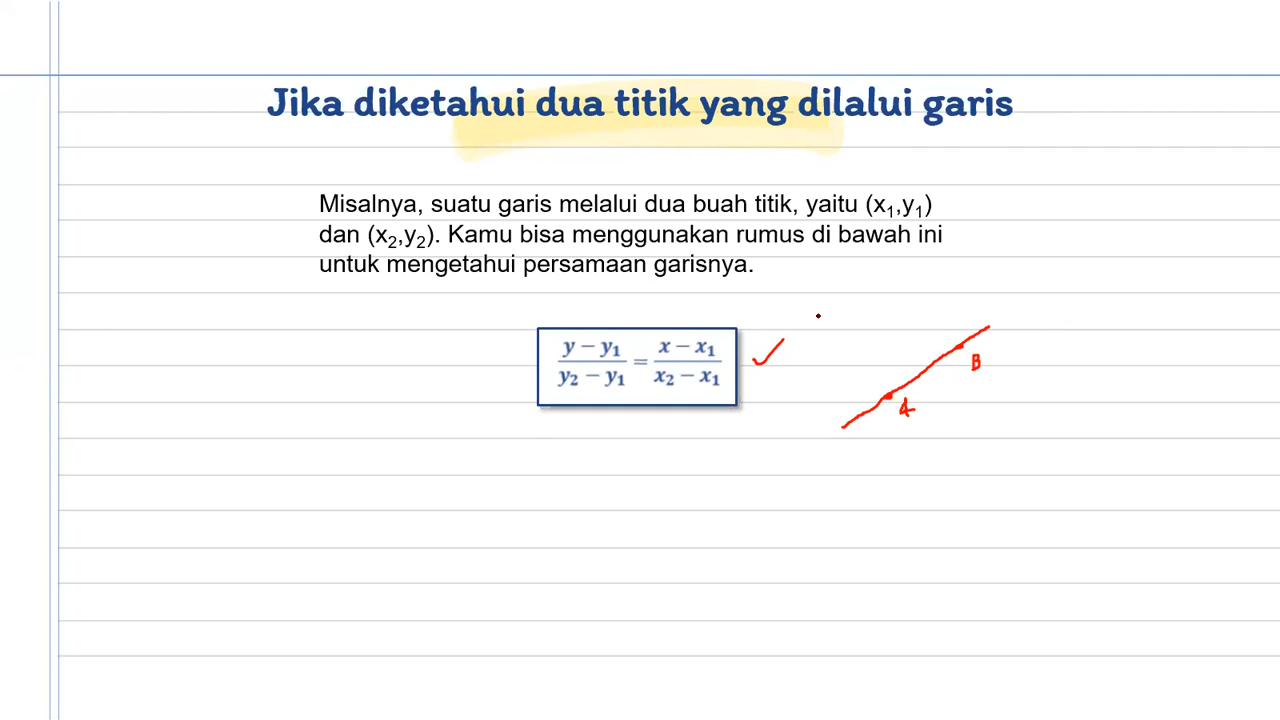 Jika diketahui dua titik yang dilalui garis
Misalnya, suatu garis melalui dua buah titik, yaitu (x₁,y₁)
dan (x₂,y₂). Kamu bisa menggunakan rumus di bawah ini
untuk mengetahui persamaan garisnya.
y − y₁ / y₂ − y₁ = x − x₁ / x₂ − x₁
B
A